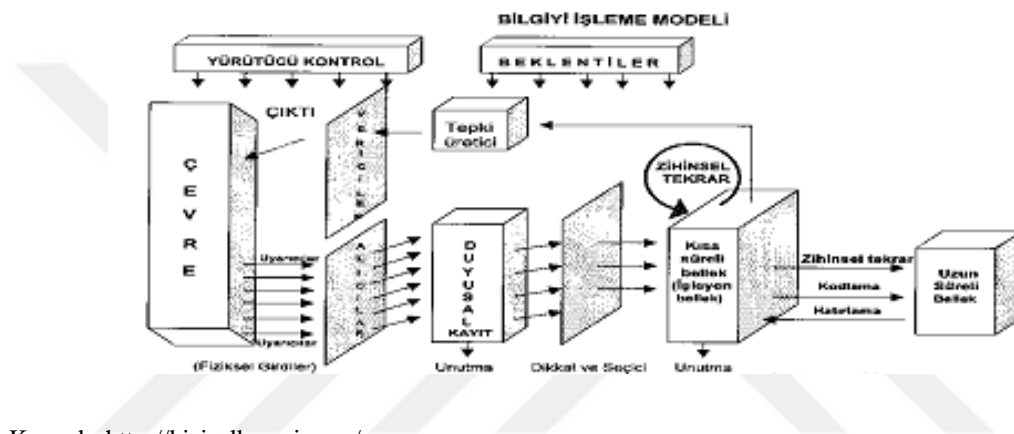 BİLGİYİ İŞLEME MODELİ
YÜRÜTÜCÜ KONTROL
BEKLENTİLER
ÇIKTI
VERİCİLER
Tepki
üretici
ÇEVRE
ZİHİNSEL
TEKRAR
Uyarıcılar
ALICILAR
DUYUSAL
KAYIT
Kısa
süreli
bellek
(İşleyen
bellek)
Zihinsel tekrar
Kodlama
Hatırlama
Uzun
Süreli
Bellek
Uyarıcılar
(Fiziksel Girdiler)
Unutma
Dikkat ve Seçici
Unutma